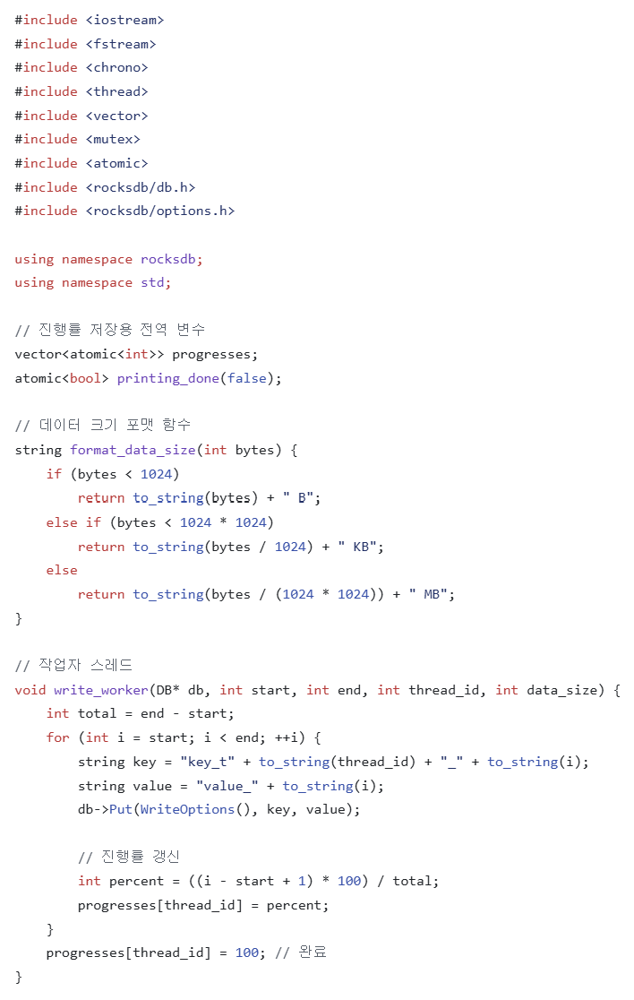 #include <iostream>
#include <fstream>
#include <chrono>
#include <thread>
#include <vector>
#include <mutex>
#include <atomic>
#include <rocksdb/db.h>
#include <rocksdb/options.h>

using namespace rocksdb;
using namespace std;

// 진행률 저장용 전역 변수
vector<atomic<int>> progresses;
atomic<bool> printing_done(false);

// 데이터 크기 포맷 함수
string format_data_size(int bytes) {
    if (bytes < 1024)
        return to_string(bytes) + " B";
    else if (bytes < 1024 * 1024)
        return to_string(bytes / 1024) + " KB";
    else
        return to_string(bytes / (1024 * 1024)) + " MB";
}

// 작업자 스레드
void write_worker(DB* db, int start, int end, int thread_id, int data_size) {
    int total = end - start;
    for (int i = start; i < end; ++i) {
        string key = "key_t" + to_string(thread_id) + "_" + to_string(i);
        string value = "value_" + to_string(i);
        db->Put(WriteOptions(), key, value);

        // 진행률 갱신
        int percent = ((i - start + 1) * 100) / total;
        progresses[thread_id] = percent;
    }
    progresses[thread_id] = 100; // 완료
}